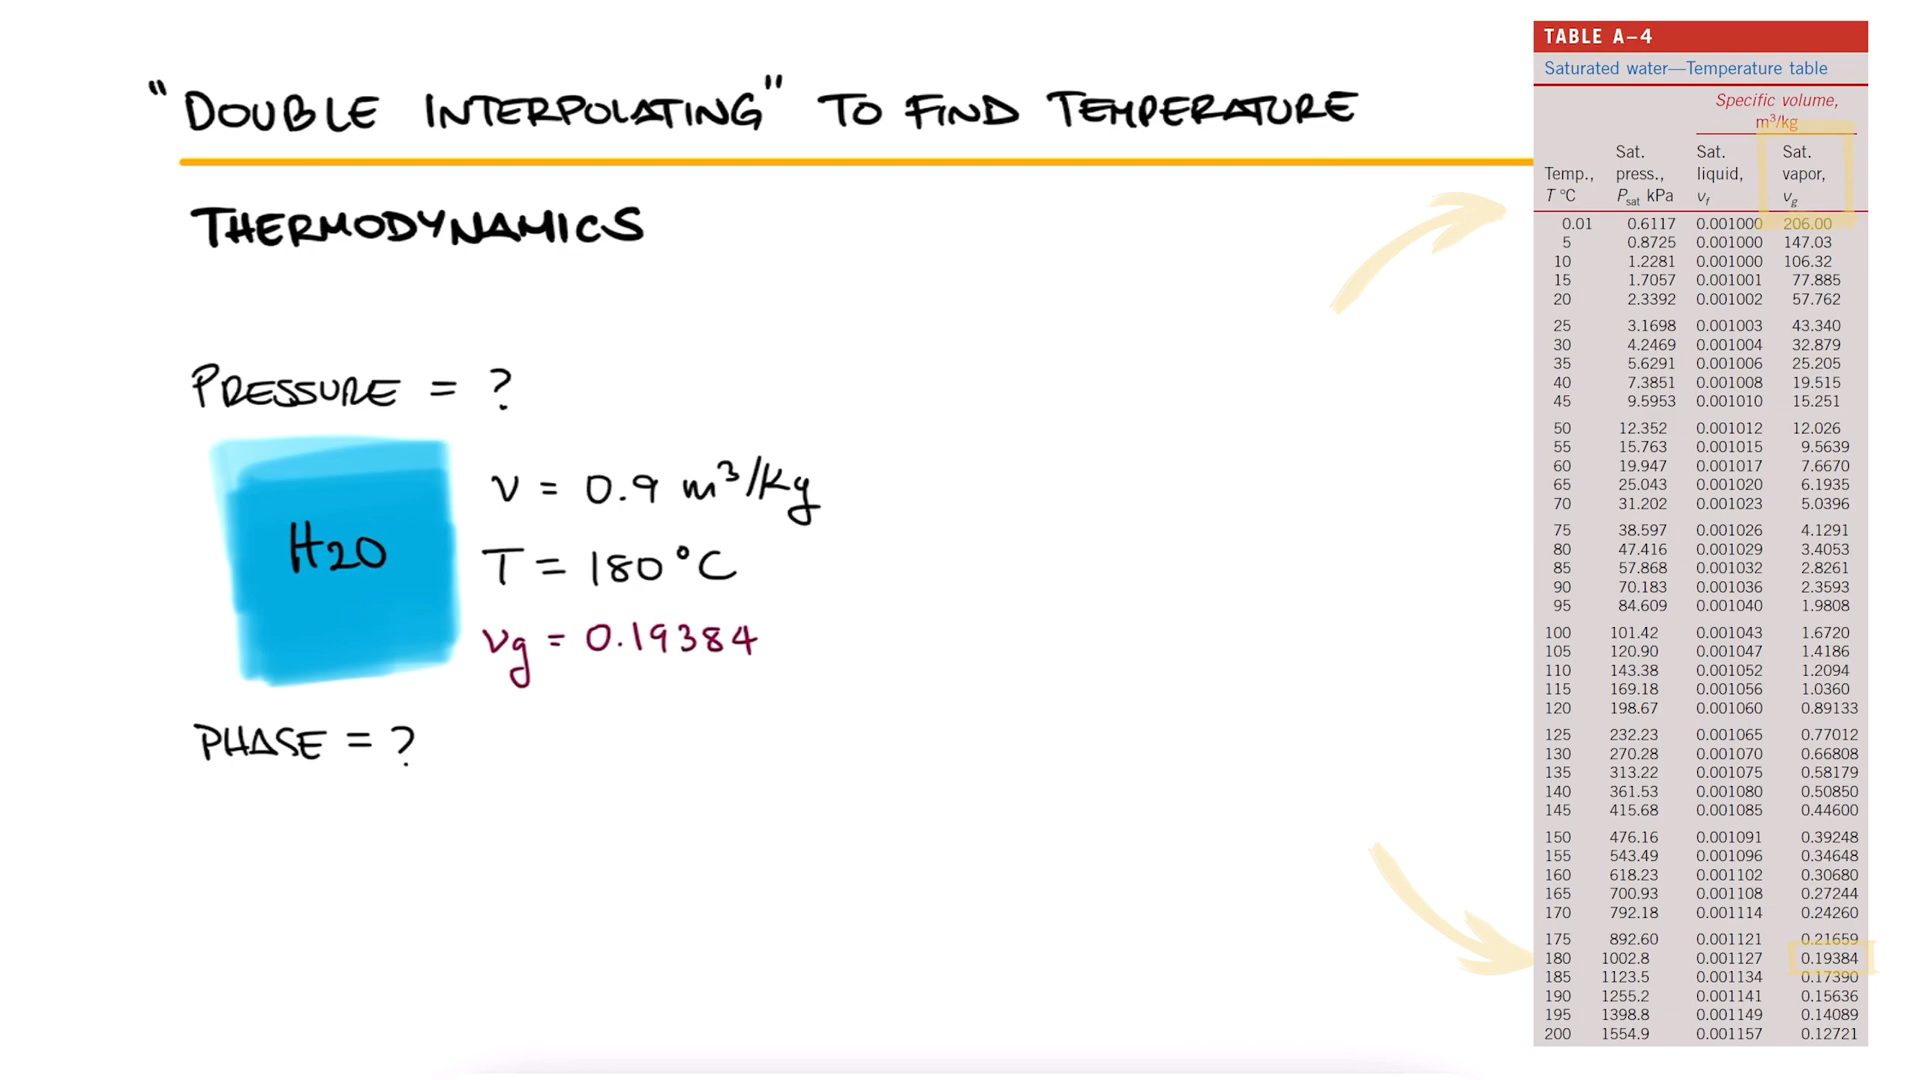 "DOUBLE INTERPOLATING" TO FIND TEMPERATURE
THERMODYNAMICS
PRESSURE = ?
H2O
v = 0.9 m³/kg
T = 180°C
vg = 0.19384
PHASE = ?
TABLE A–4
Saturated water—Temperature table
Specific volume,
m³/kg
Sat. Sat. Sat.
Temp., press., liquid, vapor,
T °C Psat kPa vf vg
0.01 0.6117 0.001000 206.00
5 0.8725 0.001000 147.03
10 1.2281 0.001000 106.32
15 1.7057 0.001001 77.885
20 2.3392 0.001002 57.762
25 3.1698 0.001003 43.340
30 4.2469 0.001004 32.879
35 5.6291 0.001006 25.205
40 7.3851 0.001008 19.515
45 9.5953 0.001010 15.251
50 12.352 0.001012 12.026
55 15.763 0.001015 9.5639
60 19.947 0.001017 7.6670
65 25.043 0.001020 6.1935
70 31.202 0.001023 5.0396
75 38.597 0.001026 4.1291
80 47.416 0.001029 3.4053
85 57.868 0.001032 2.8261
90 70.183 0.001036 2.3593
95 84.609 0.001040 1.9808
100 101.42 0.001043 1.6720
105 120.90 0.001047 1.4186
110 143.38 0.001052 1.2094
115 169.18 0.001056 1.0360
120 198.67 0.001060 0.89133
125 232.23 0.001065 0.77012
130 270.28 0.001070 0.66808
135 313.22 0.001075 0.58179
140 361.53 0.001080 0.50850
145 415.68 0.001085 0.44600
150 476.16 0.001091 0.39248
155 543.49 0.001096 0.34648
160 618.23 0.001102 0.30680
165 700.93 0.001108 0.27244
170 792.18 0.001114 0.24260
175 892.60 0.001121 0.21659
180 1002.8 0.001127 0.19384
185 1123.5 0.001134 0.17390
190 1255.2 0.001141 0.15636
195 1398.8 0.001149 0.14089
200 1554.9 0.001157 0.12721